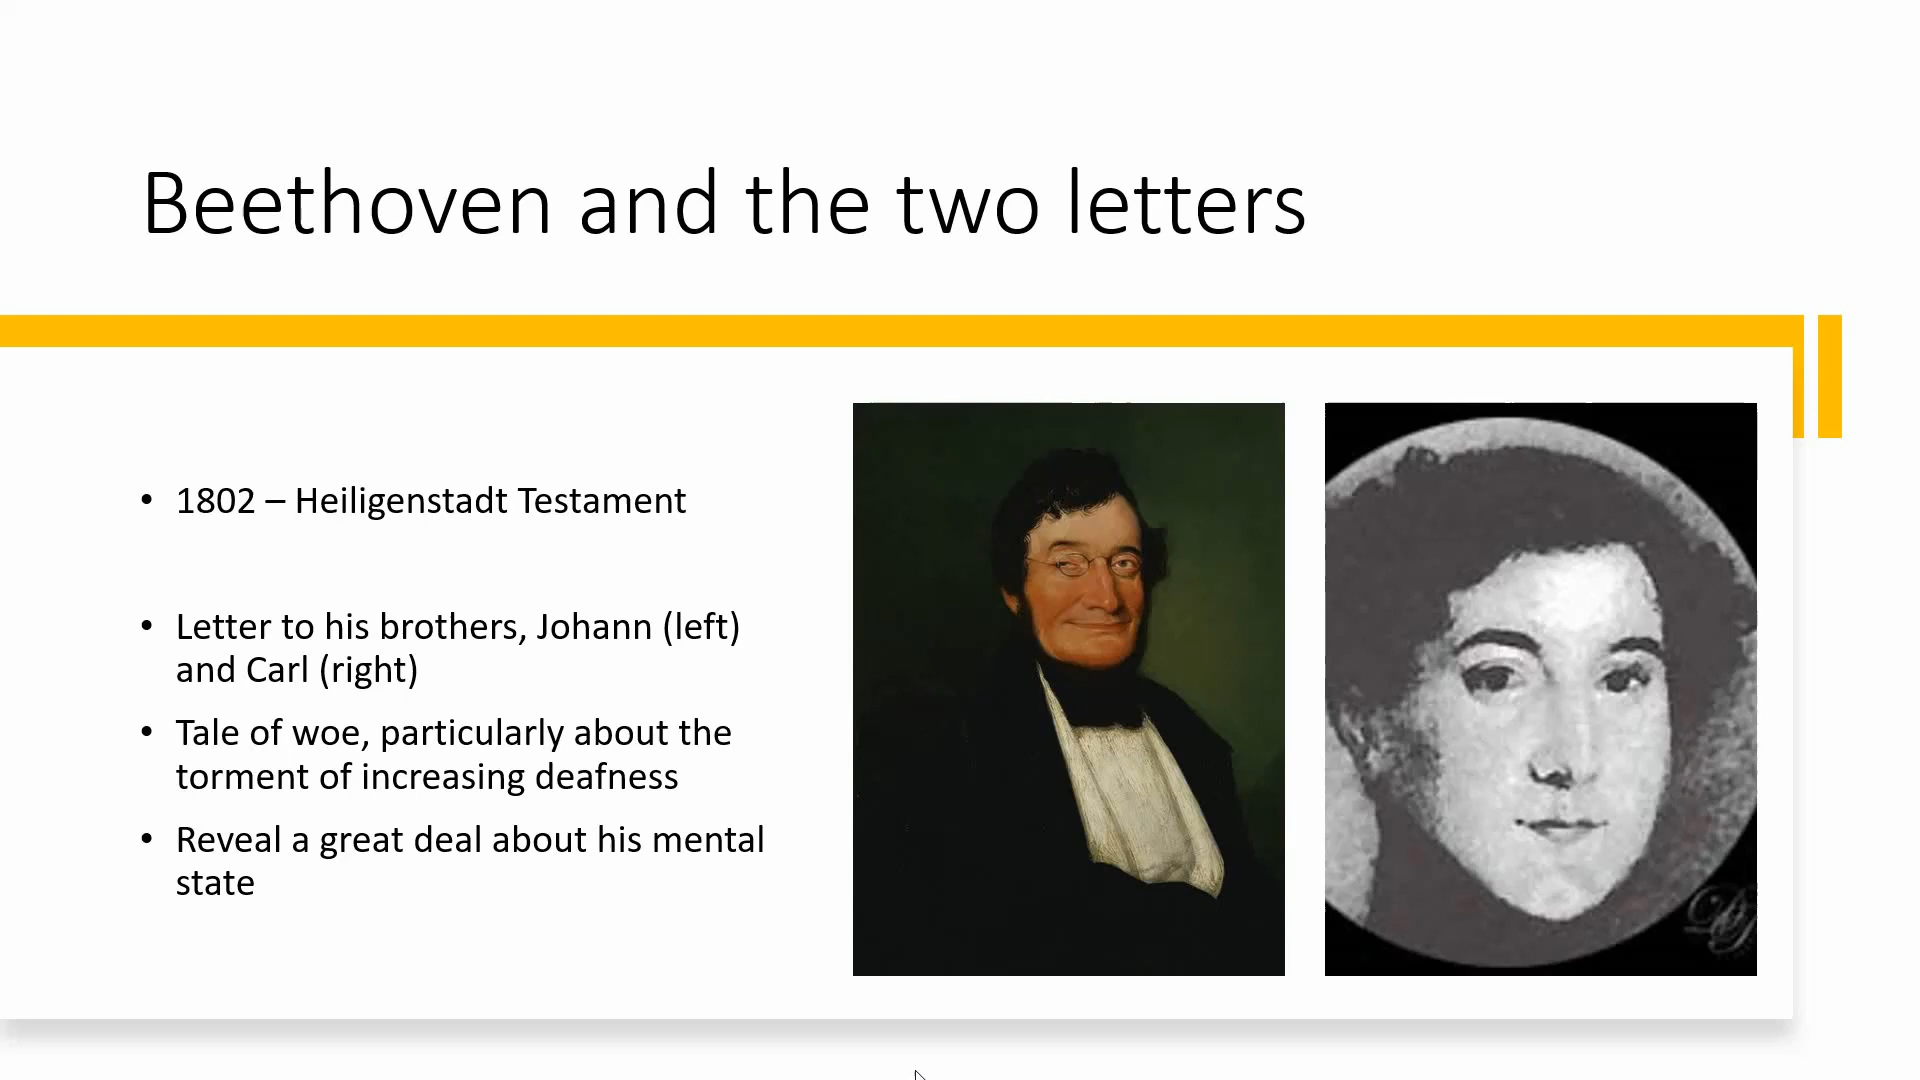 Beethoven and the two letters
• 1802 – Heiligenstadt Testament
• Letter to his brothers, Johann (left)
and Carl (right)
• Tale of woe, particularly about the
torment of increasing deafness
• Reveal a great deal about his mental
state